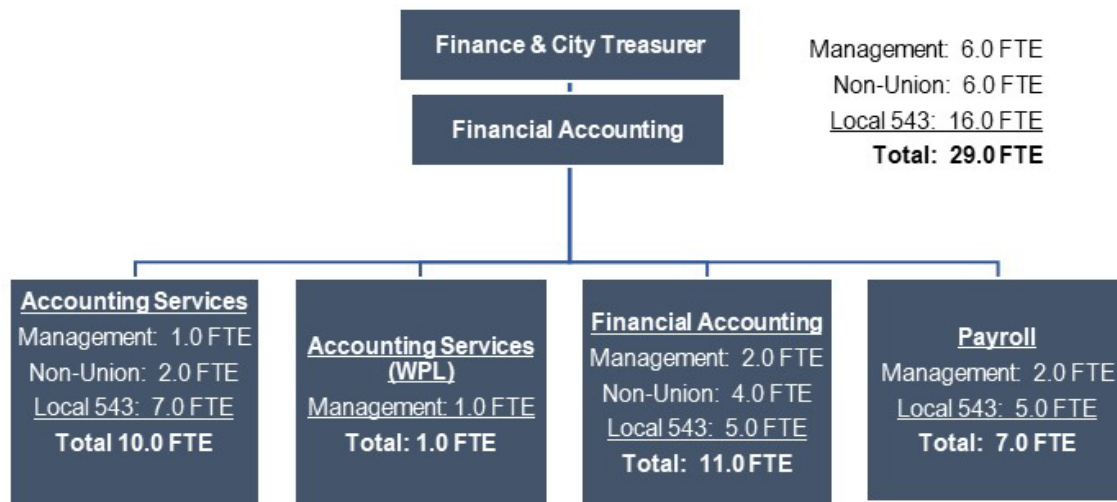 Finance & City Treasurer
Financial Accounting
Management: 6.0 FTE
Non-Union: 6.0 FTE
Local 543: 16.0 FTE
Total: 29.0 FTE
Accounting Services
Management: 1.0 FTE
Non-Union: 2.0 FTE
Local 543: 7.0 FTE
Total 10.0 FTE
Accounting Services
(WPL)
Management: 1.0 FTE
Total: 1.0 FTE
Financial Accounting
Management: 2.0 FTE
Non-Union: 4.0 FTE
Local 543: 5.0 FTE
Total: 11.0 FTE
Payroll
Management: 2.0 FTE
Local 543: 5.0 FTE
Total: 7.0 FTE